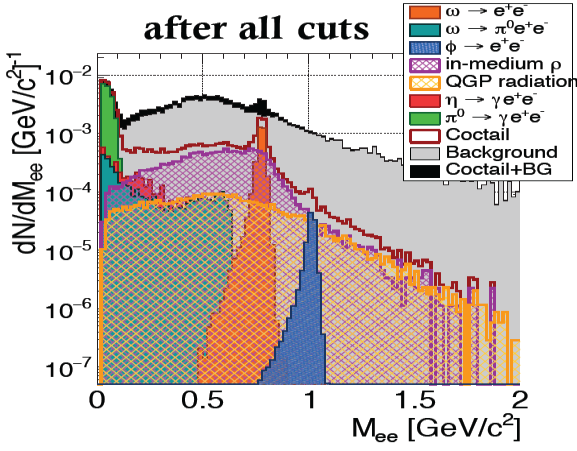 after all cuts
ω → e⁺e⁻
ω → π⁰e⁺e⁻
ϕ → e⁺e⁻
in-medium ρ
QGP radiation
η → γ e⁺e⁻
π⁰ → γ e⁺e⁻
Coctail
Background
Coctail+BG
dN/dMₑₑ [GeV/c²]⁻¹
10⁻²
10⁻³
10⁻⁴
10⁻⁵
10⁻⁶
10⁻⁷
0 0.5 1 1.5 2
Mₑₑ [GeV/c²]